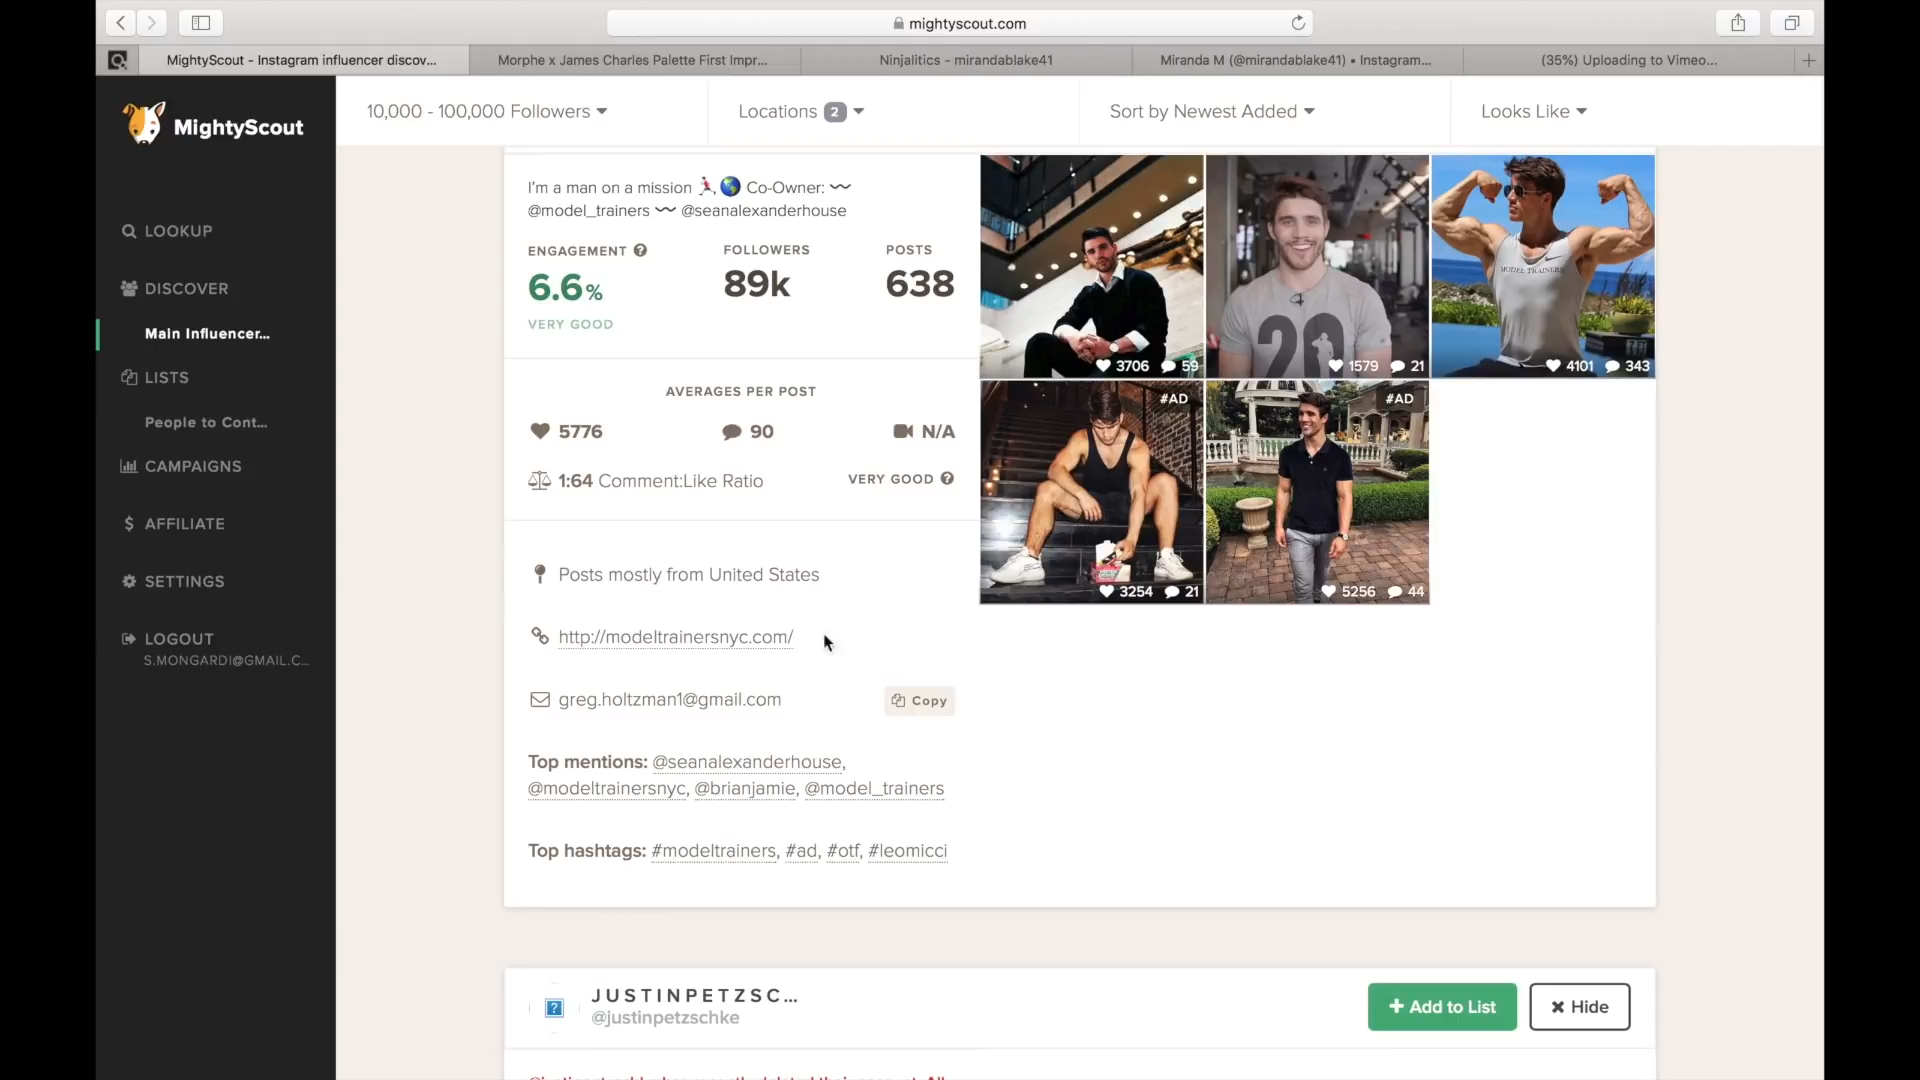 mightyscout.com
MightyScout - Instagram influencer discov...
Morphe x James Charles Palette First Impr...
Ninjalitics - mirandablake41
Miranda M (@mirandablake41) • Instagram...
(35%) Uploading to Vimeo...
MightyScout
10,000 - 100,000 Followers
Locations 2
Sort by Newest Added
Looks Like
LOOKUP
DISCOVER
Main Influencer...
LISTS
People to Cont...
CAMPAIGNS
$ AFFILIATE
SETTINGS
LOGOUT
S.MONGARDI@GMAIL.C...
I'm a man on a mission 🏃🌎 Co-Owner: 〰
@model_trainers 〰 @seanalexanderhouse
ENGAGEMENT ?
FOLLOWERS
POSTS
6.6%
89k
638
VERY GOOD
AVERAGES PER POST
5776
90
N/A
1:64 Comment:Like Ratio
VERY GOOD ?
Posts mostly from United States
http://modeltrainersnyc.com/
greg.holtzman1@gmail.com
Copy
Top mentions: @seanalexanderhouse,
@modeltrainersnyc, @brianjamie, @model_trainers
Top hashtags: #modeltrainers, #ad, #otf, #leomicci
20
MODEL TRAINERS
3706 59
1579 21
4101 343
#AD
#AD
3254 21
5256 44
JUSTINPETZSC...
@justinpetzschke
+ Add to List
Hide